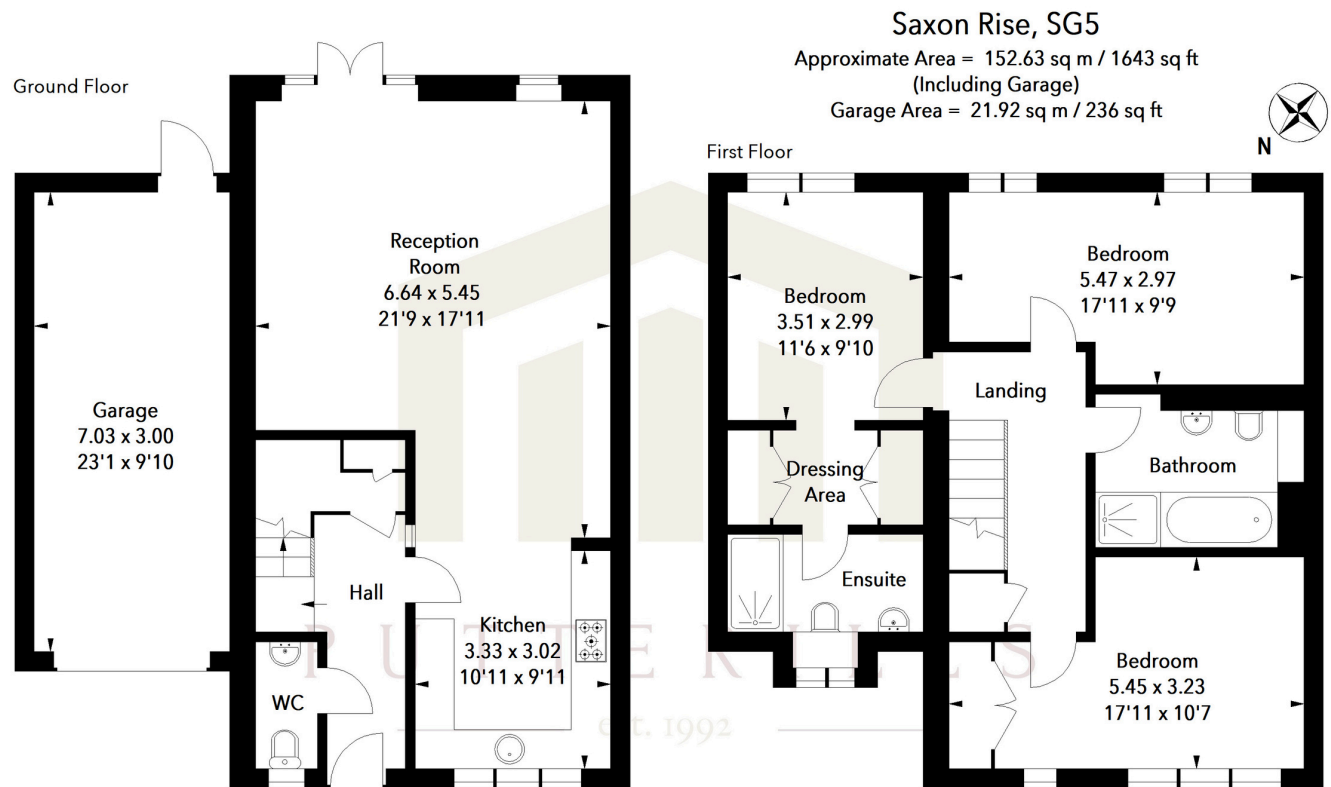 Saxon Rise, SG5
Approximate Area = 152.63 sq m / 1643 sq ft
(Including Garage)
Garage Area = 21.92 sq m / 236 sq ft
N
Ground Floor
Reception
Room
6.64 x 5.45
21'9 x 17'11
Garage
7.03 x 3.00
23'1 x 9'10
Hall
Kitchen
3.33 x 3.02
10'11 x 9'11
WC
First Floor
Bedroom
3.51 x 2.99
11'6 x 9'10
Bedroom
5.47 x 2.97
17'11 x 9'9
Landing
Dressing
Area
Bathroom
Ensuite
Bedroom
5.45 x 3.23
17'11 x 10'7
PUTTERILLS
est. 1992